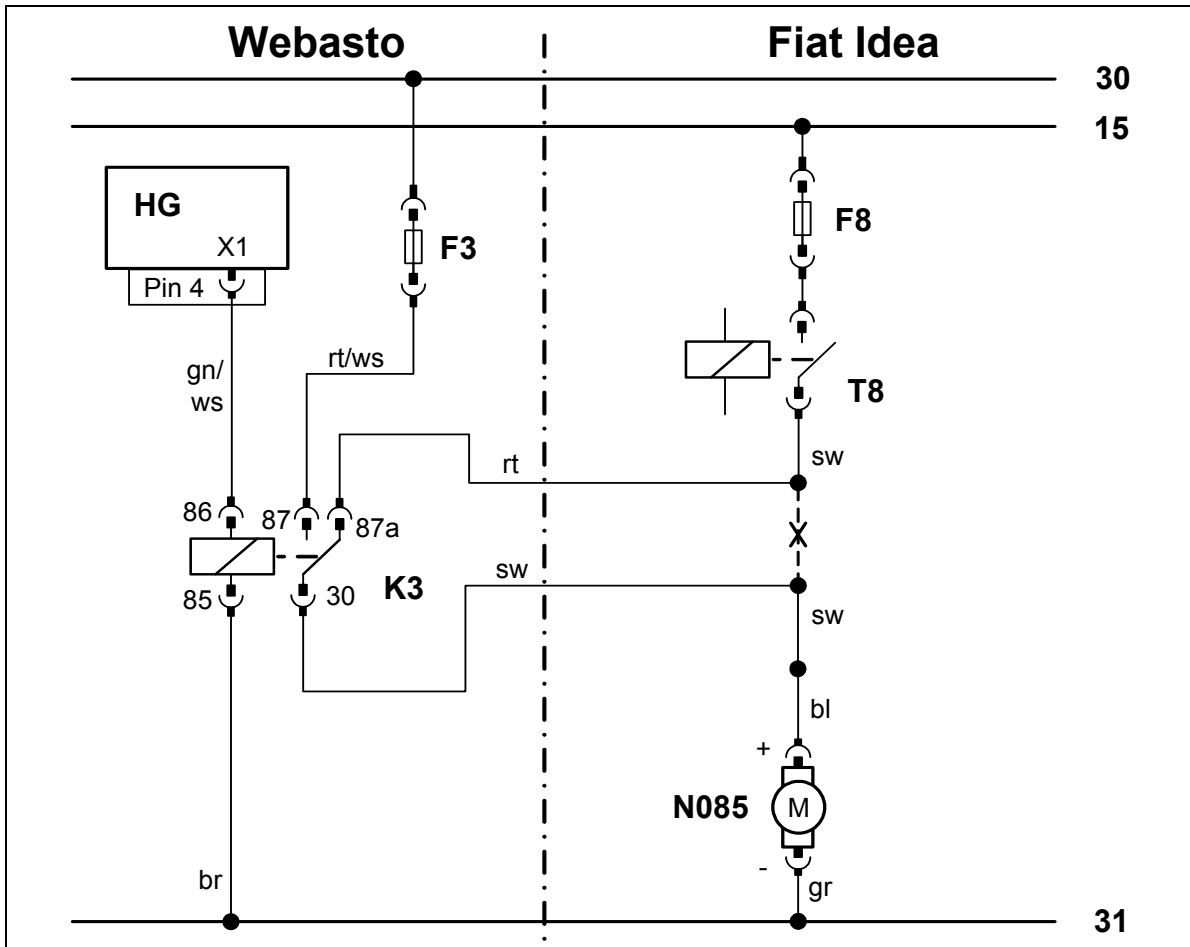 Webasto
Fiat Idea
30
15
HG
X1
Pin 4
F3
F8
gn/
ws
rt/ws
T8
sw
rt
86
87
87a
sw
K3
85
30
sw
bl
+
N085
M
-
br
gr
31